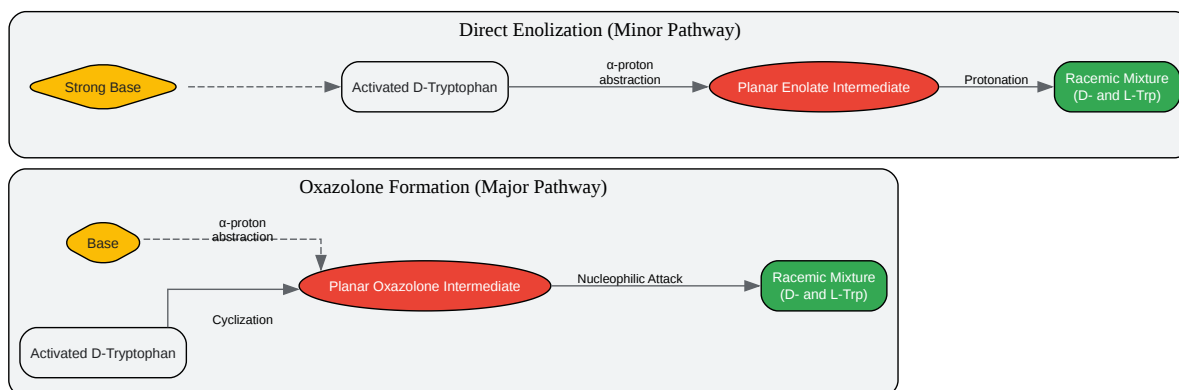 Direct Enolization (Minor Pathway)
Strong Base
Activated D-Tryptophan
α-proton
abstraction
Planar Enolate Intermediate
Protonation
Racemic Mixture
(D- and L-Trp)
Oxazolone Formation (Major Pathway)
Base
α-proton
abstraction
Activated D-Tryptophan
Cyclization
Planar Oxazolone Intermediate
Nucleophilic Attack
Racemic Mixture
(D- and L-Trp)